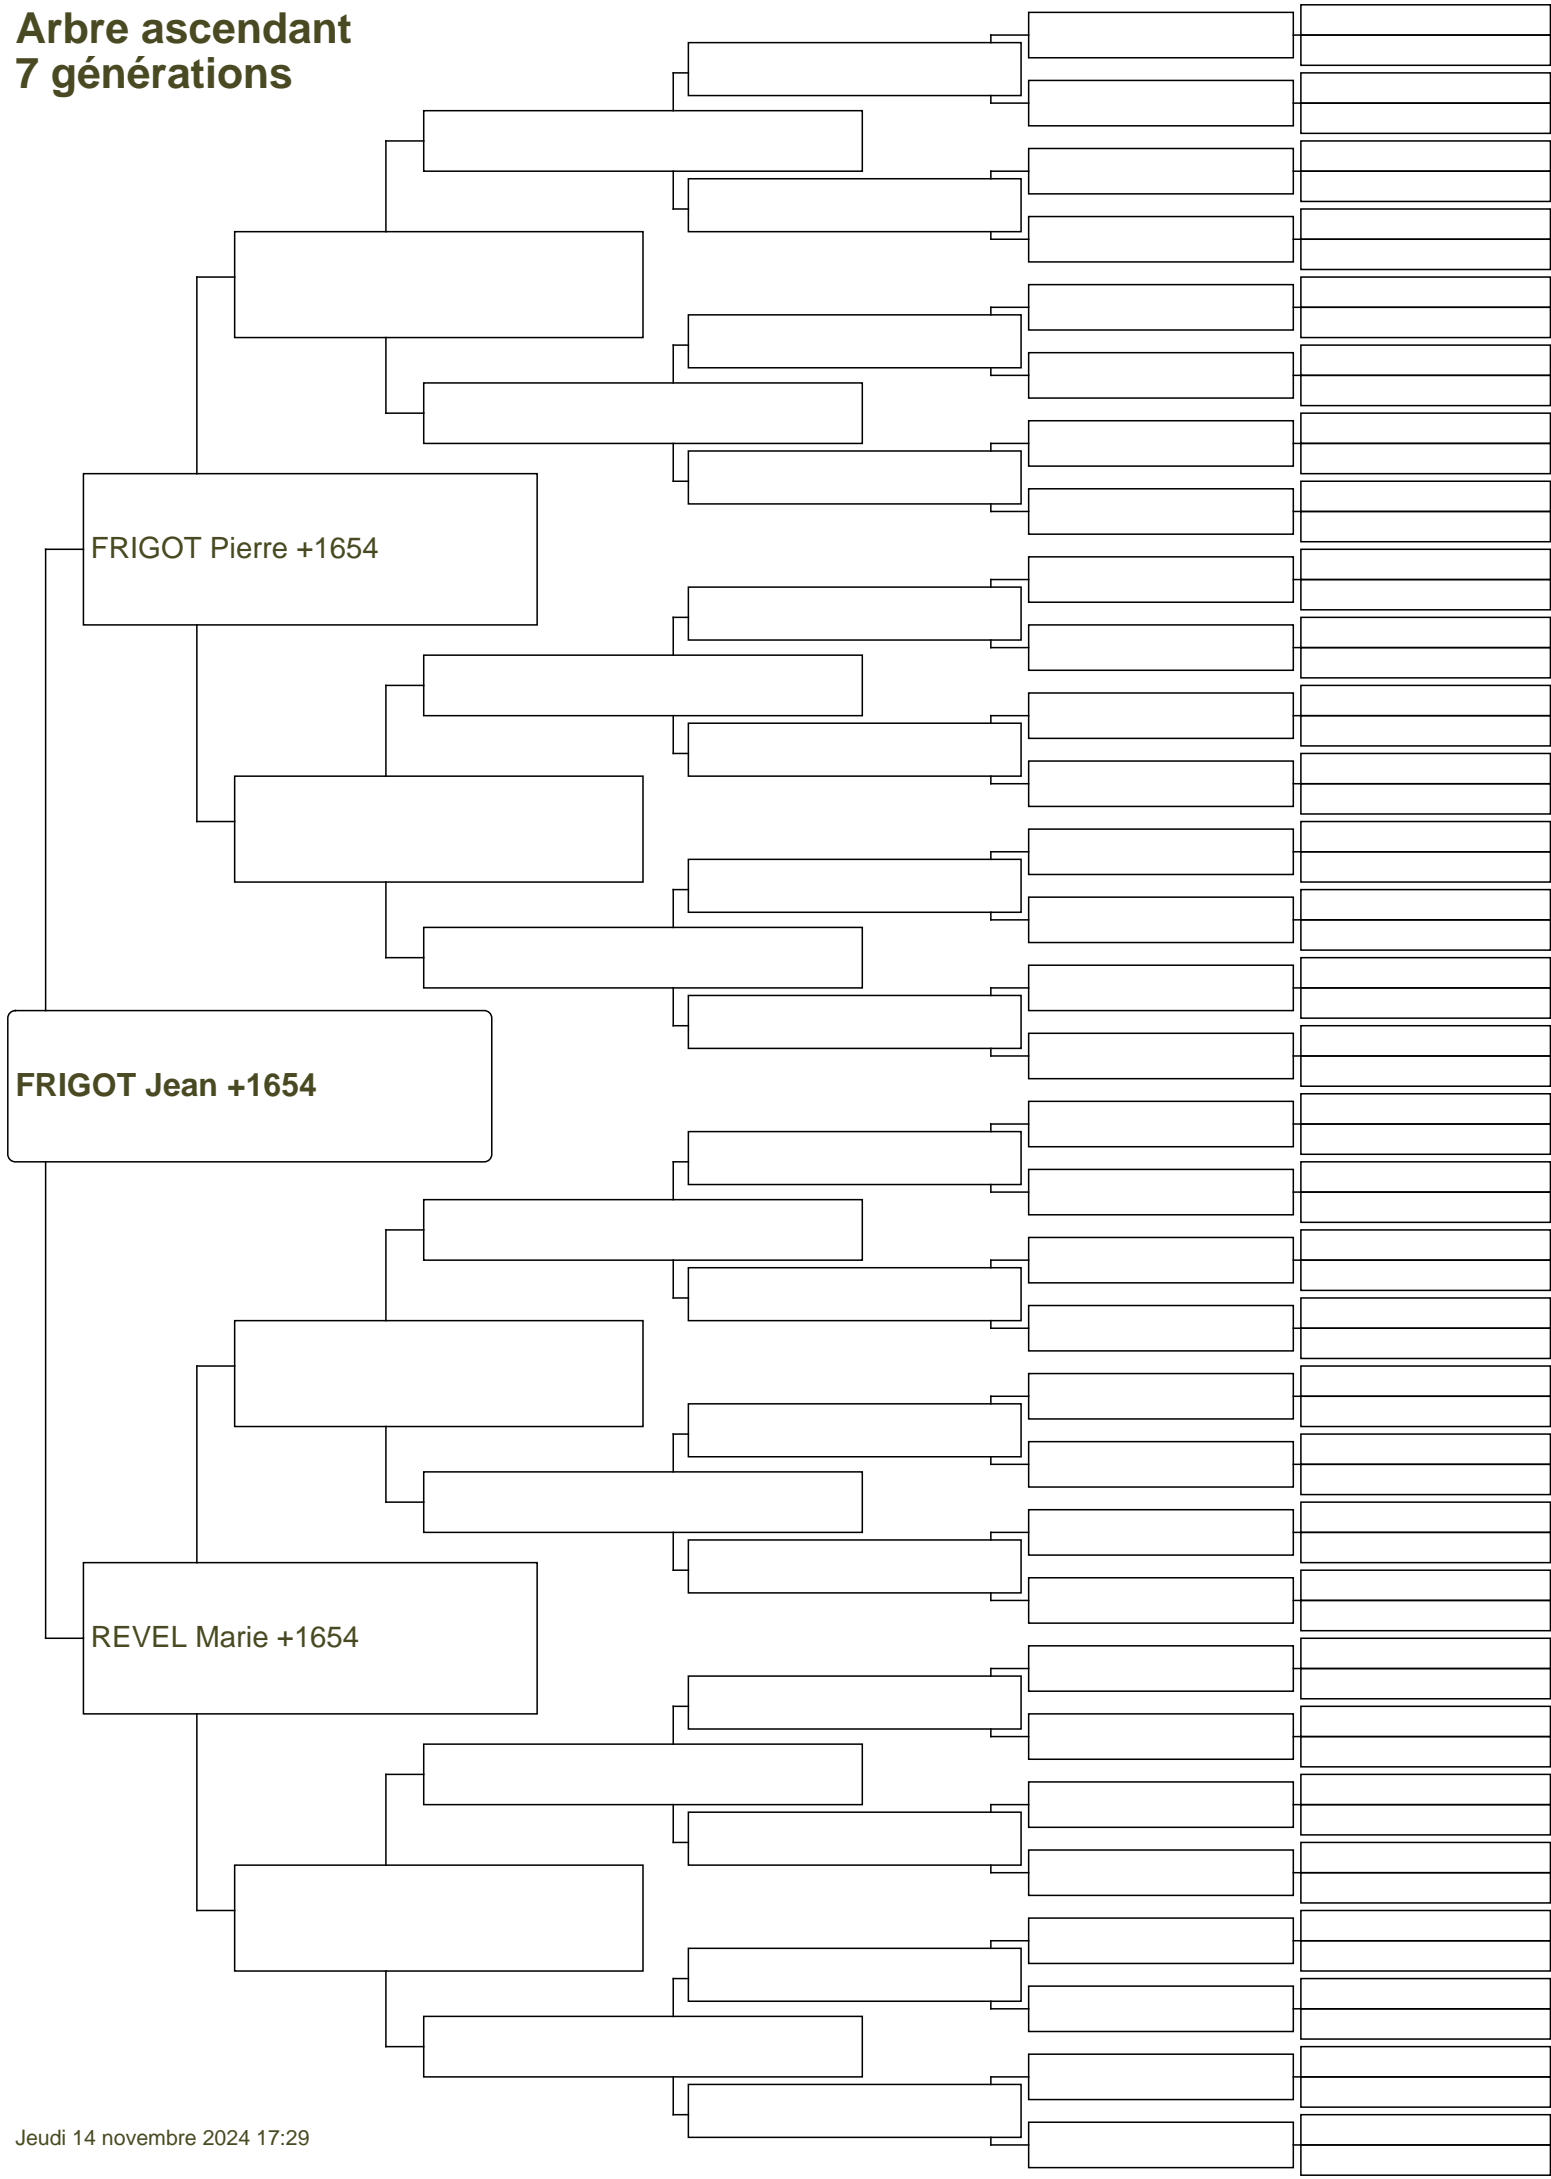 Arbre ascendant
7 générations
FRIGOT Pierre +1654
FRIGOT Jean +1654
REVEL Marie +1654
Jeudi 14 novembre 2024 17:29